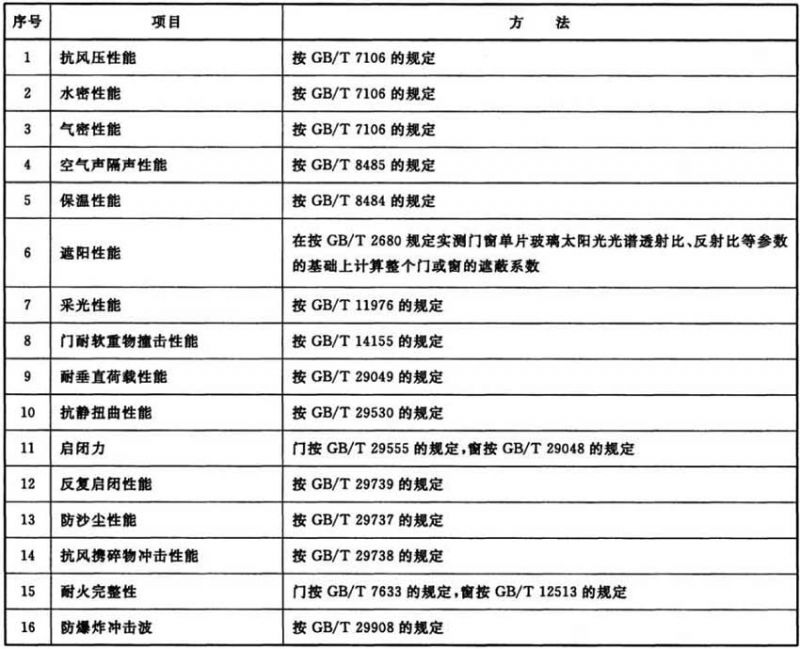 序号 项目 方 法
1 抗风压性能 按 GB/T 7106 的规定
2 水密性能 按 GB/T 7106 的规定
3 气密性能 按 GB/T 7106 的规定
4 空气声隔声性能 按 GB/T 8485 的规定
5 保温性能 按 GB/T 8484 的规定
6 遮阳性能 在按 GB/T 2680 规定实测门窗单片玻璃太阳光光谱透射比、反射比等参数
的基础上计算整个门或窗的遮蔽系数
7 采光性能 按 GB/T 11976 的规定
8 门耐软重物撞击性能 按 GB/T 14155 的规定
9 耐垂直荷载性能 按 GB/T 29049 的规定
10 抗静扭曲性能 按 GB/T 29530 的规定
11 启闭力 门按 GB/T 29555 的规定,窗按 GB/T 29048 的规定
12 反复启闭性能 按 GB/T 29739 的规定
13 防沙尘性能 按 GB/T 29737 的规定
14 抗风携碎物冲击性能 按 GB/T 29738 的规定
15 耐火完整性 门按 GB/T 7633 的规定,窗按 GB/T 12513 的规定
16 防爆炸冲击波 按 GB/T 29908 的规定